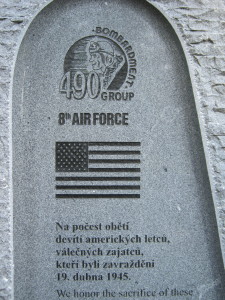 BOMBARDMENT
490
GROUP
8th AIR FORCE
Na počest obětí
devíti amerických letců,
válečných zajatců,
kteří byli zavražděni
19. dubna 1945.
We honor the sacrifice of these